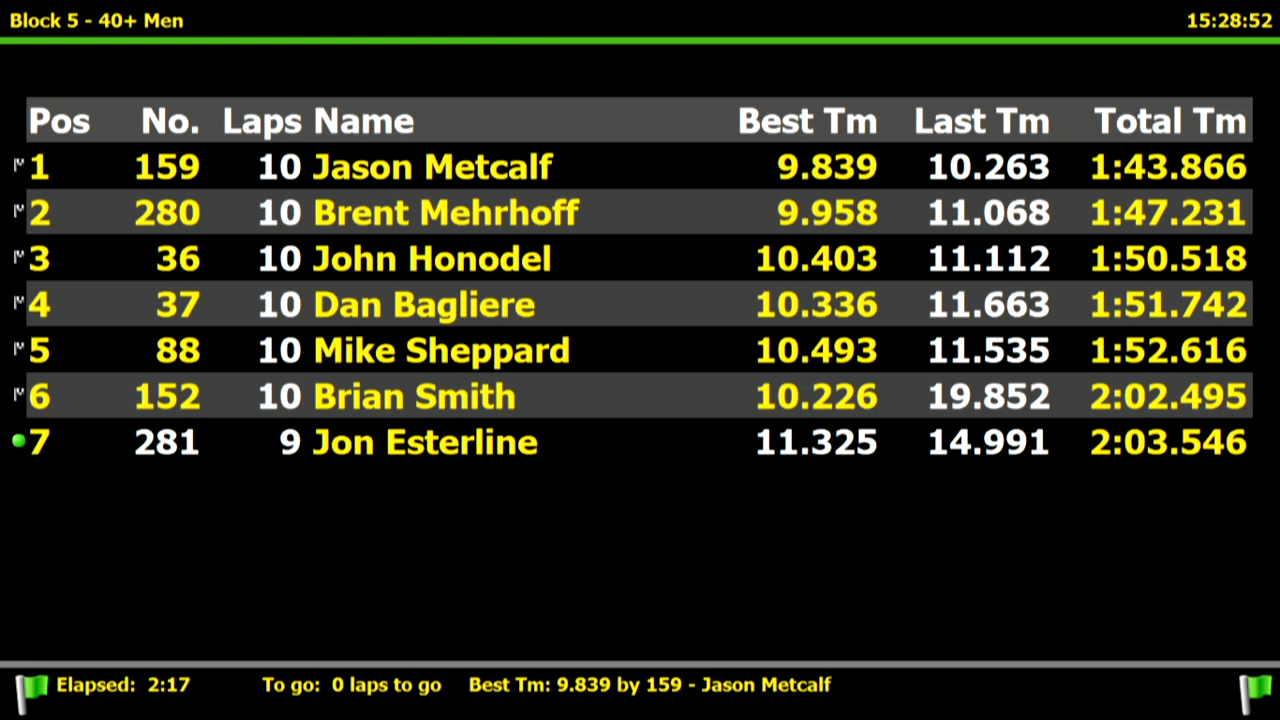 Block 5 - 40+ Men 15:28:52
Pos No. Laps Name Best Tm Last Tm Total Tm
1 159 10 Jason Metcalf 9.839 10.263 1:43.866
2 280 10 Brent Mehrhoff 9.958 11.068 1:47.231
3 36 10 John Honodel 10.403 11.112 1:50.518
4 37 10 Dan Bagliere 10.336 11.663 1:51.742
5 88 10 Mike Sheppard 10.493 11.535 1:52.616
6 152 10 Brian Smith 10.226 19.852 2:02.495
7 281 9 Jon Esterline 11.325 14.991 2:03.546
Elapsed: 2:17 To go: 0 laps to go Best Tm: 9.839 by 159 - Jason Metcalf